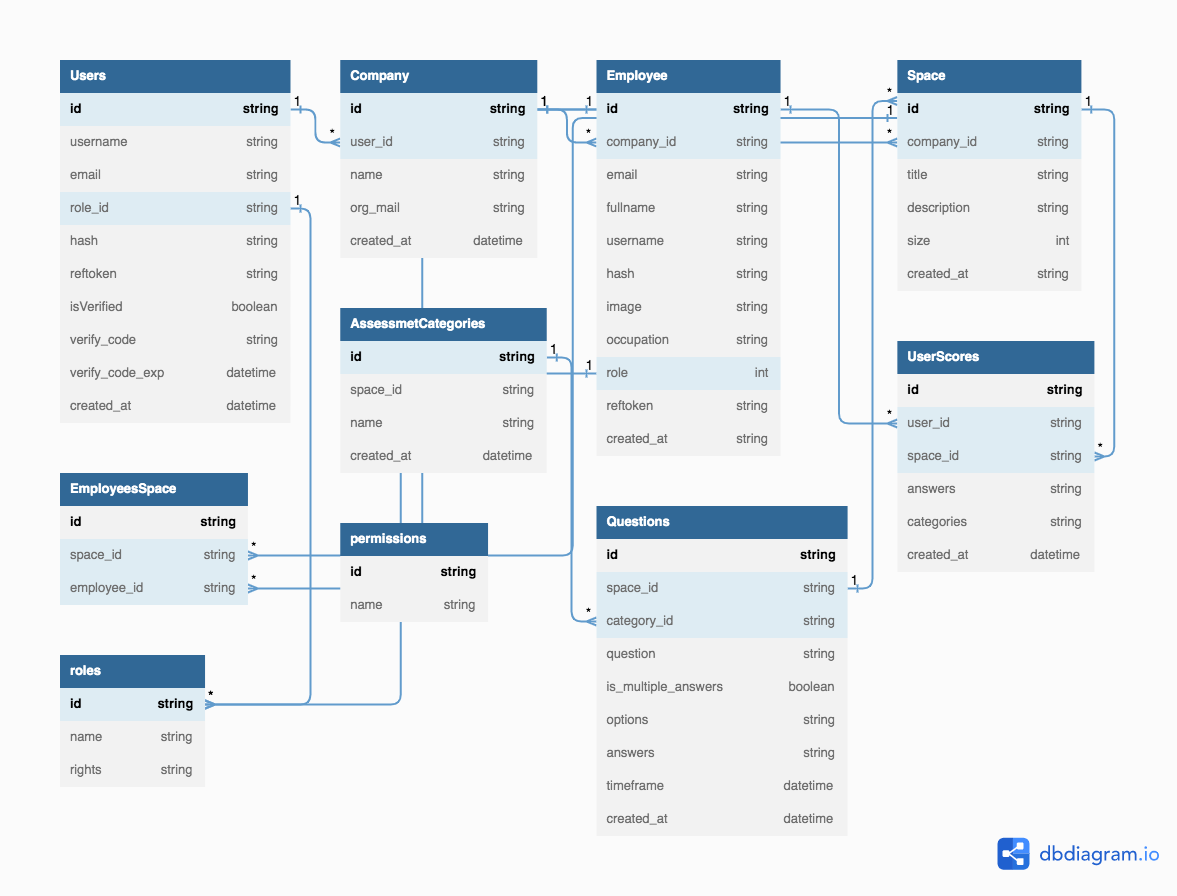 Users
id string
username string
email string
role_id string
hash string
reftoken string
isVerified boolean
verify_code string
verify_code_exp datetime
created_at datetime
Company
id string
user_id string
name string
org_mail string
created_at datetime
Employee
id string
company_id string
email string
fullname string
username string
hash string
image string
occupation string
role int
reftoken string
created_at string
Space
id string
company_id string
title string
description string
size int
created_at string
AssessmetCategories
id string
space_id string
name string
created_at datetime
UserScores
id string
user_id string
space_id string
answers string
categories string
created_at datetime
EmployeesSpace
id string
space_id string
employee_id string
permissions
id string
name string
Questions
id string
space_id string
category_id string
question string
is_multiple_answers boolean
options string
answers string
timeframe datetime
created_at datetime
roles
id string
name string
rights string
1
*
1
1
1
*
1
*
1
*
1
1
1
*
*
*
*
*
1
*
dbdiagram.io